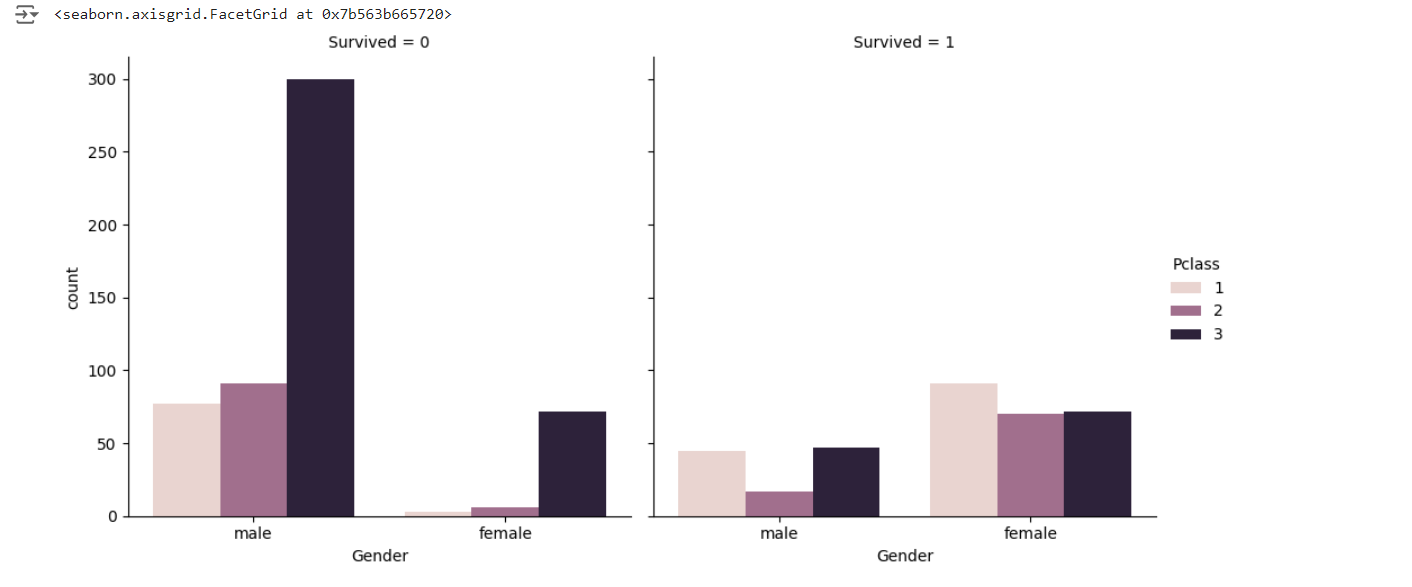 <seaborn.axisgrid.FacetGrid at 0x7b563b665720>
Survived = 0
Survived = 1
300
250
200
150
100
50
0
count
male
female
Gender
male
female
Gender
Pclass
1
2
3